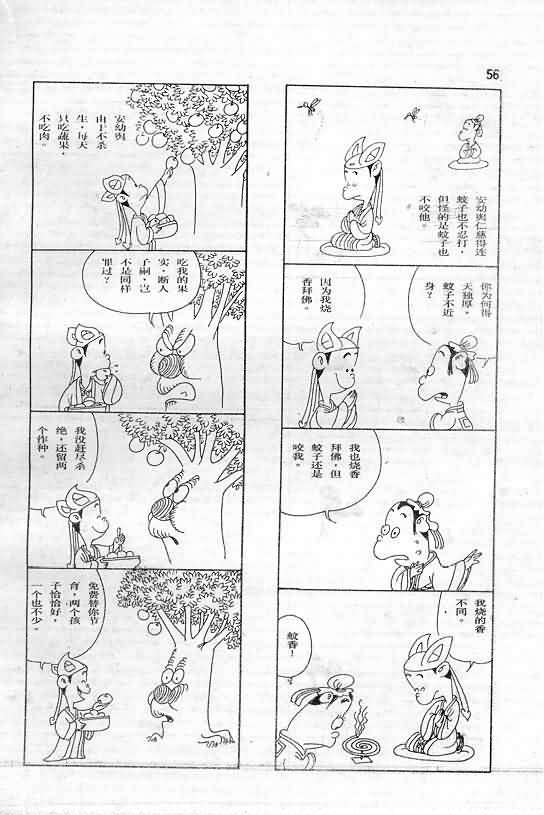 56
安幼舆仁慈得连
蚊子也不忍打，
但怪的是蚊子也
不咬他。
你为何得
天独厚，
蚊子不近
身？
因为我烧
香拜佛。
我也烧香
拜佛，但
蚊子还是
咬我。
我烧的香
不同。
蚊香！
安幼舆
由于不杀
生，每天
只吃蔬果，
不吃肉。
吃我的果
实，断人
子嗣，岂
不是同样
罪过？
我没赶尽杀
绝，还留两
个作种。
免费替你节
育，两个孩
子恰恰好，
一个也不少。